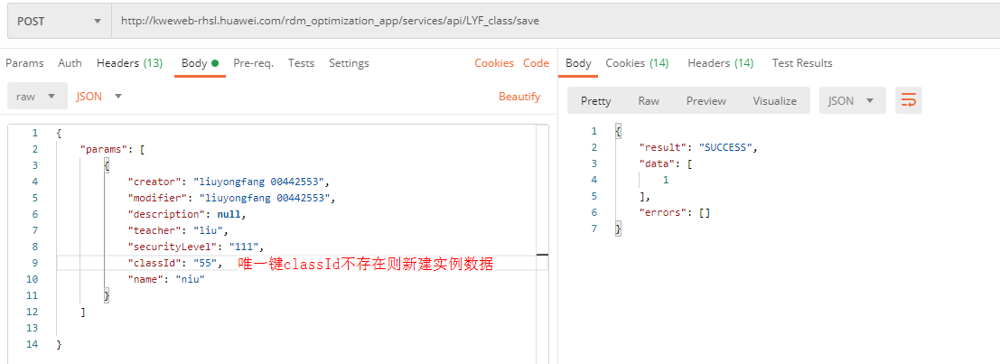 POST http://kweweb-rhsl.huawei.com/rdm_optimization_app/services/api/LYF_class/save
Params Auth Headers (13) Body Pre-req. Tests Settings Cookies Code
raw JSON Beautify
1 {
2 "params": [
3 {
4 "creator": "liuyongfang 00442553",
5 "modifier": "liuyongfang 00442553",
6 "description": null,
7 "teacher": "liu",
8 "securityLevel": "111",
9 "classId": "55", 唯一键classId不存在则新建实例数据
10 "name": "niu"
11 }
12 ]
13
14 }
Body Cookies (14) Headers (14) Test Results
Pretty Raw Preview Visualize JSON
1 {
2 "result": "SUCCESS",
3 "data": [
4 1
5 ],
6 "errors": []
7 }